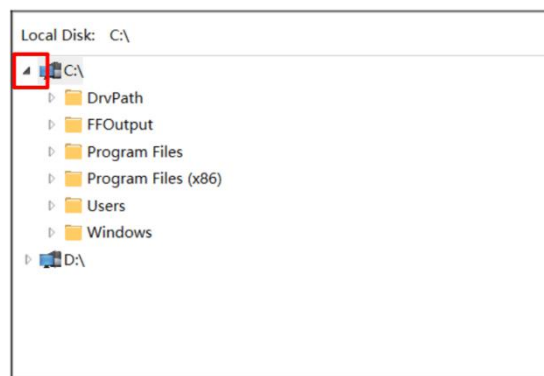 Local Disk: C:\
C:\
DrvPath
FFOutput
Program Files
Program Files (x86)
Users
Windows
D:\